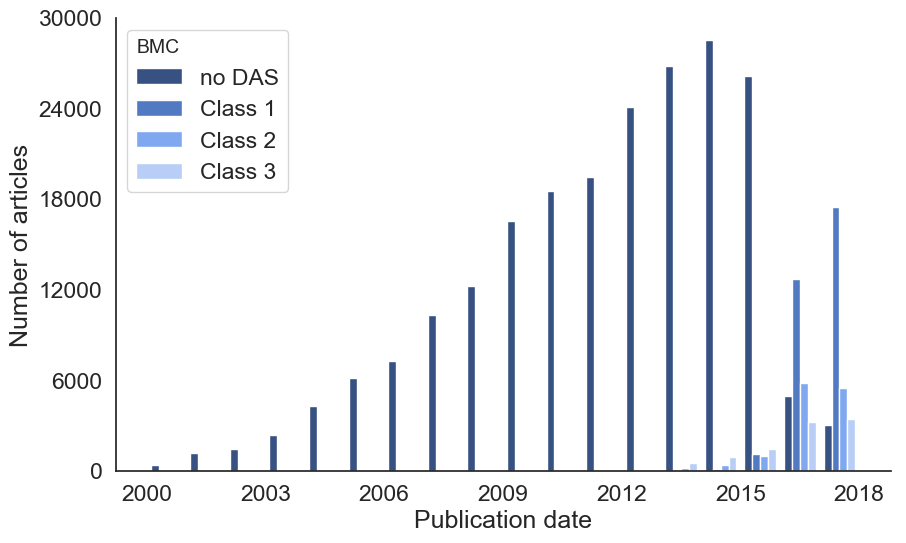 30000
24000
18000
12000
6000
0
Number of articles
BMC
no DAS
Class 1
Class 2
Class 3
2000 2003 2006 2009 2012 2015 2018
Publication date